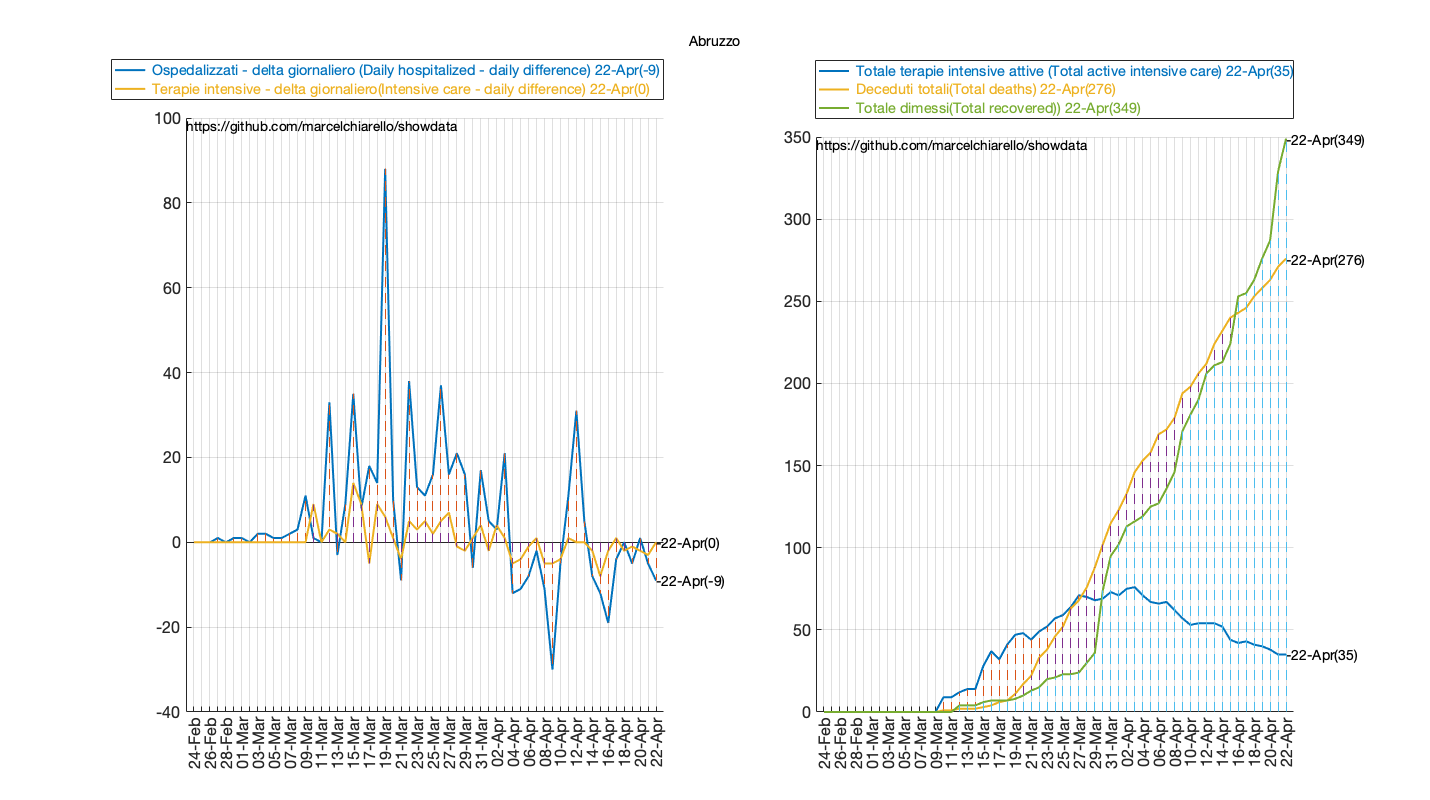 Abruzzo
Ospedalizzati - delta giornaliero (Daily hospitalized - daily difference) 22-Apr(-9)
Terapie intensive - delta giornaliero(Intensive care - daily difference) 22-Apr(0)
https://github.com/marcelchiarello/showdata
100
80
60
40
20
0
-20
-40
-22-Apr(0)
-22-Apr(-9)
24-Feb
26-Feb
28-Feb
01-Mar
03-Mar
05-Mar
07-Mar
09-Mar
11-Mar
13-Mar
15-Mar
17-Mar
19-Mar
21-Mar
23-Mar
25-Mar
27-Mar
29-Mar
31-Mar
02-Apr
04-Apr
06-Apr
08-Apr
10-Apr
12-Apr
14-Apr
16-Apr
18-Apr
20-Apr
22-Apr
Totale terapie intensive attive (Total active intensive care) 22-Apr(35)
Deceduti totali(Total deaths) 22-Apr(276)
Totale dimessi(Total recovered)) 22-Apr(349)
https://github.com/marcelchiarello/showdata
350
300
250
200
150
100
50
0
-22-Apr(349)
-22-Apr(276)
-22-Apr(35)
24-Feb
26-Feb
28-Feb
01-Mar
03-Mar
05-Mar
07-Mar
09-Mar
11-Mar
13-Mar
15-Mar
17-Mar
19-Mar
21-Mar
23-Mar
25-Mar
27-Mar
29-Mar
31-Mar
02-Apr
04-Apr
06-Apr
08-Apr
10-Apr
12-Apr
14-Apr
16-Apr
18-Apr
20-Apr
22-Apr